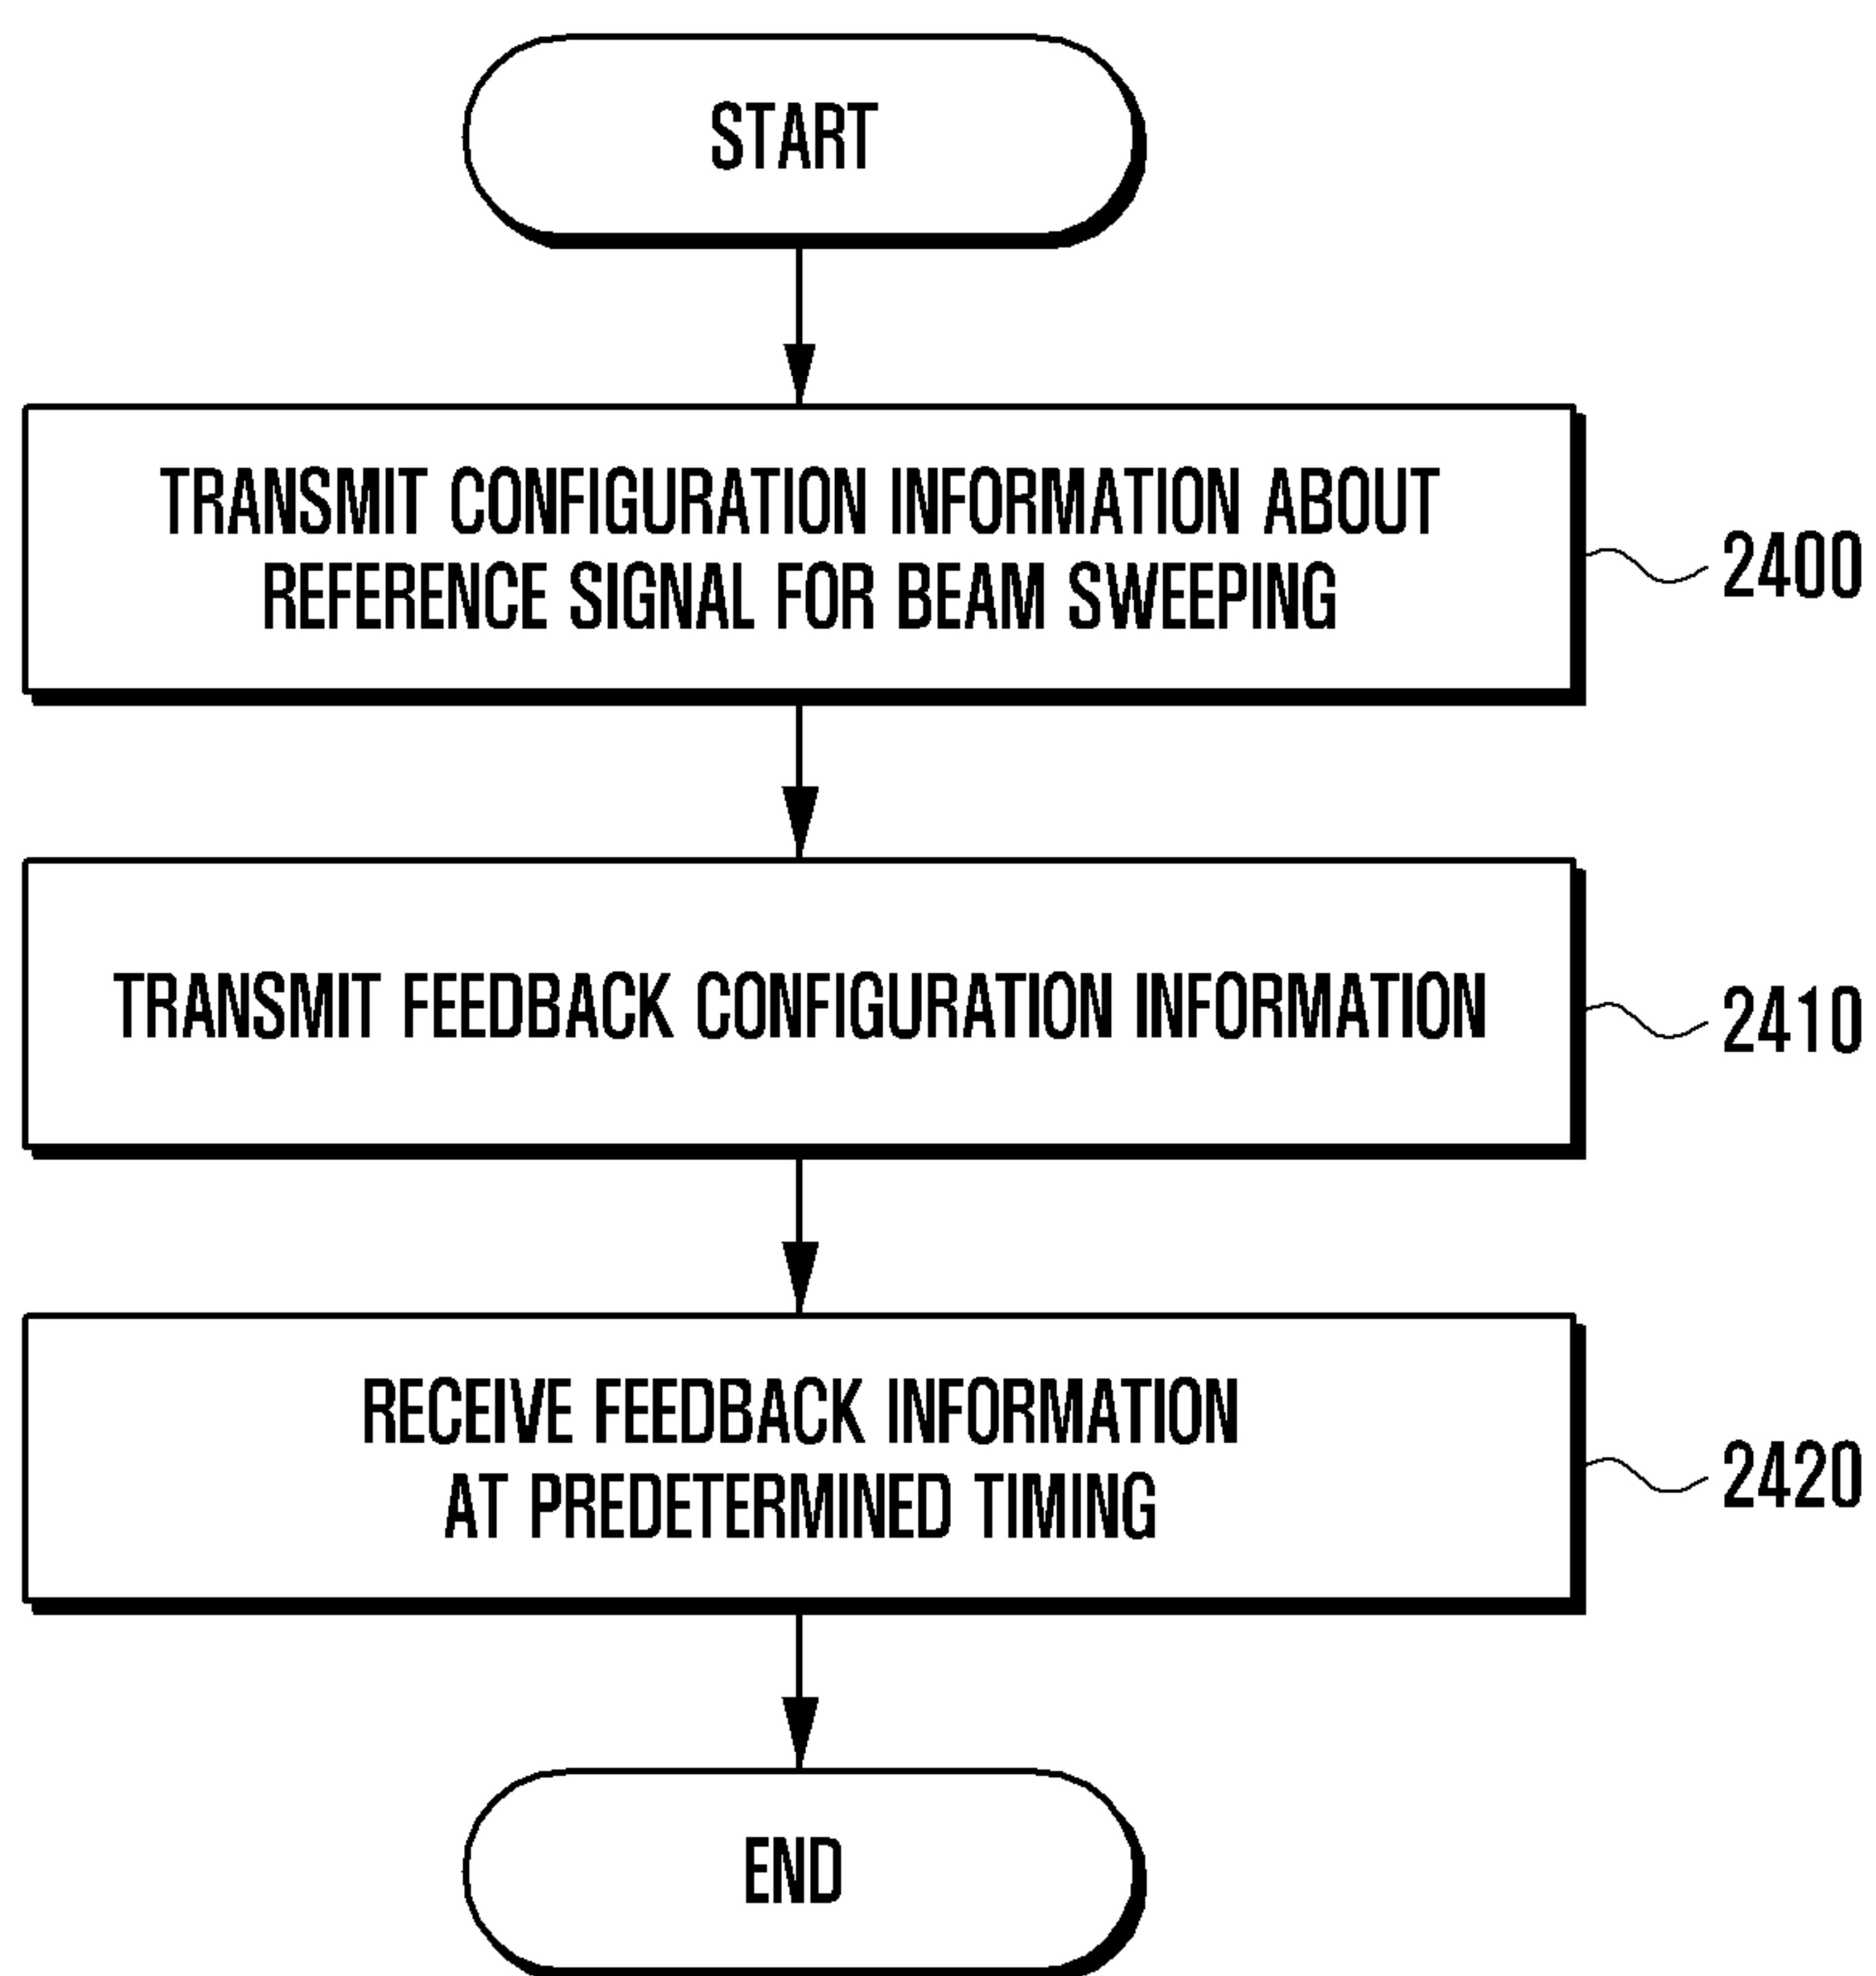 START
TRANSMIT CONFIGURATION INFORMATION ABOUT
REFERENCE SIGNAL FOR BEAM SWEEPING
2400
TRANSMIT FEEDBACK CONFIGURATION INFORMATION
2410
RECEIVE FEEDBACK INFORMATION
AT PREDETERMINED TIMING
2420
END